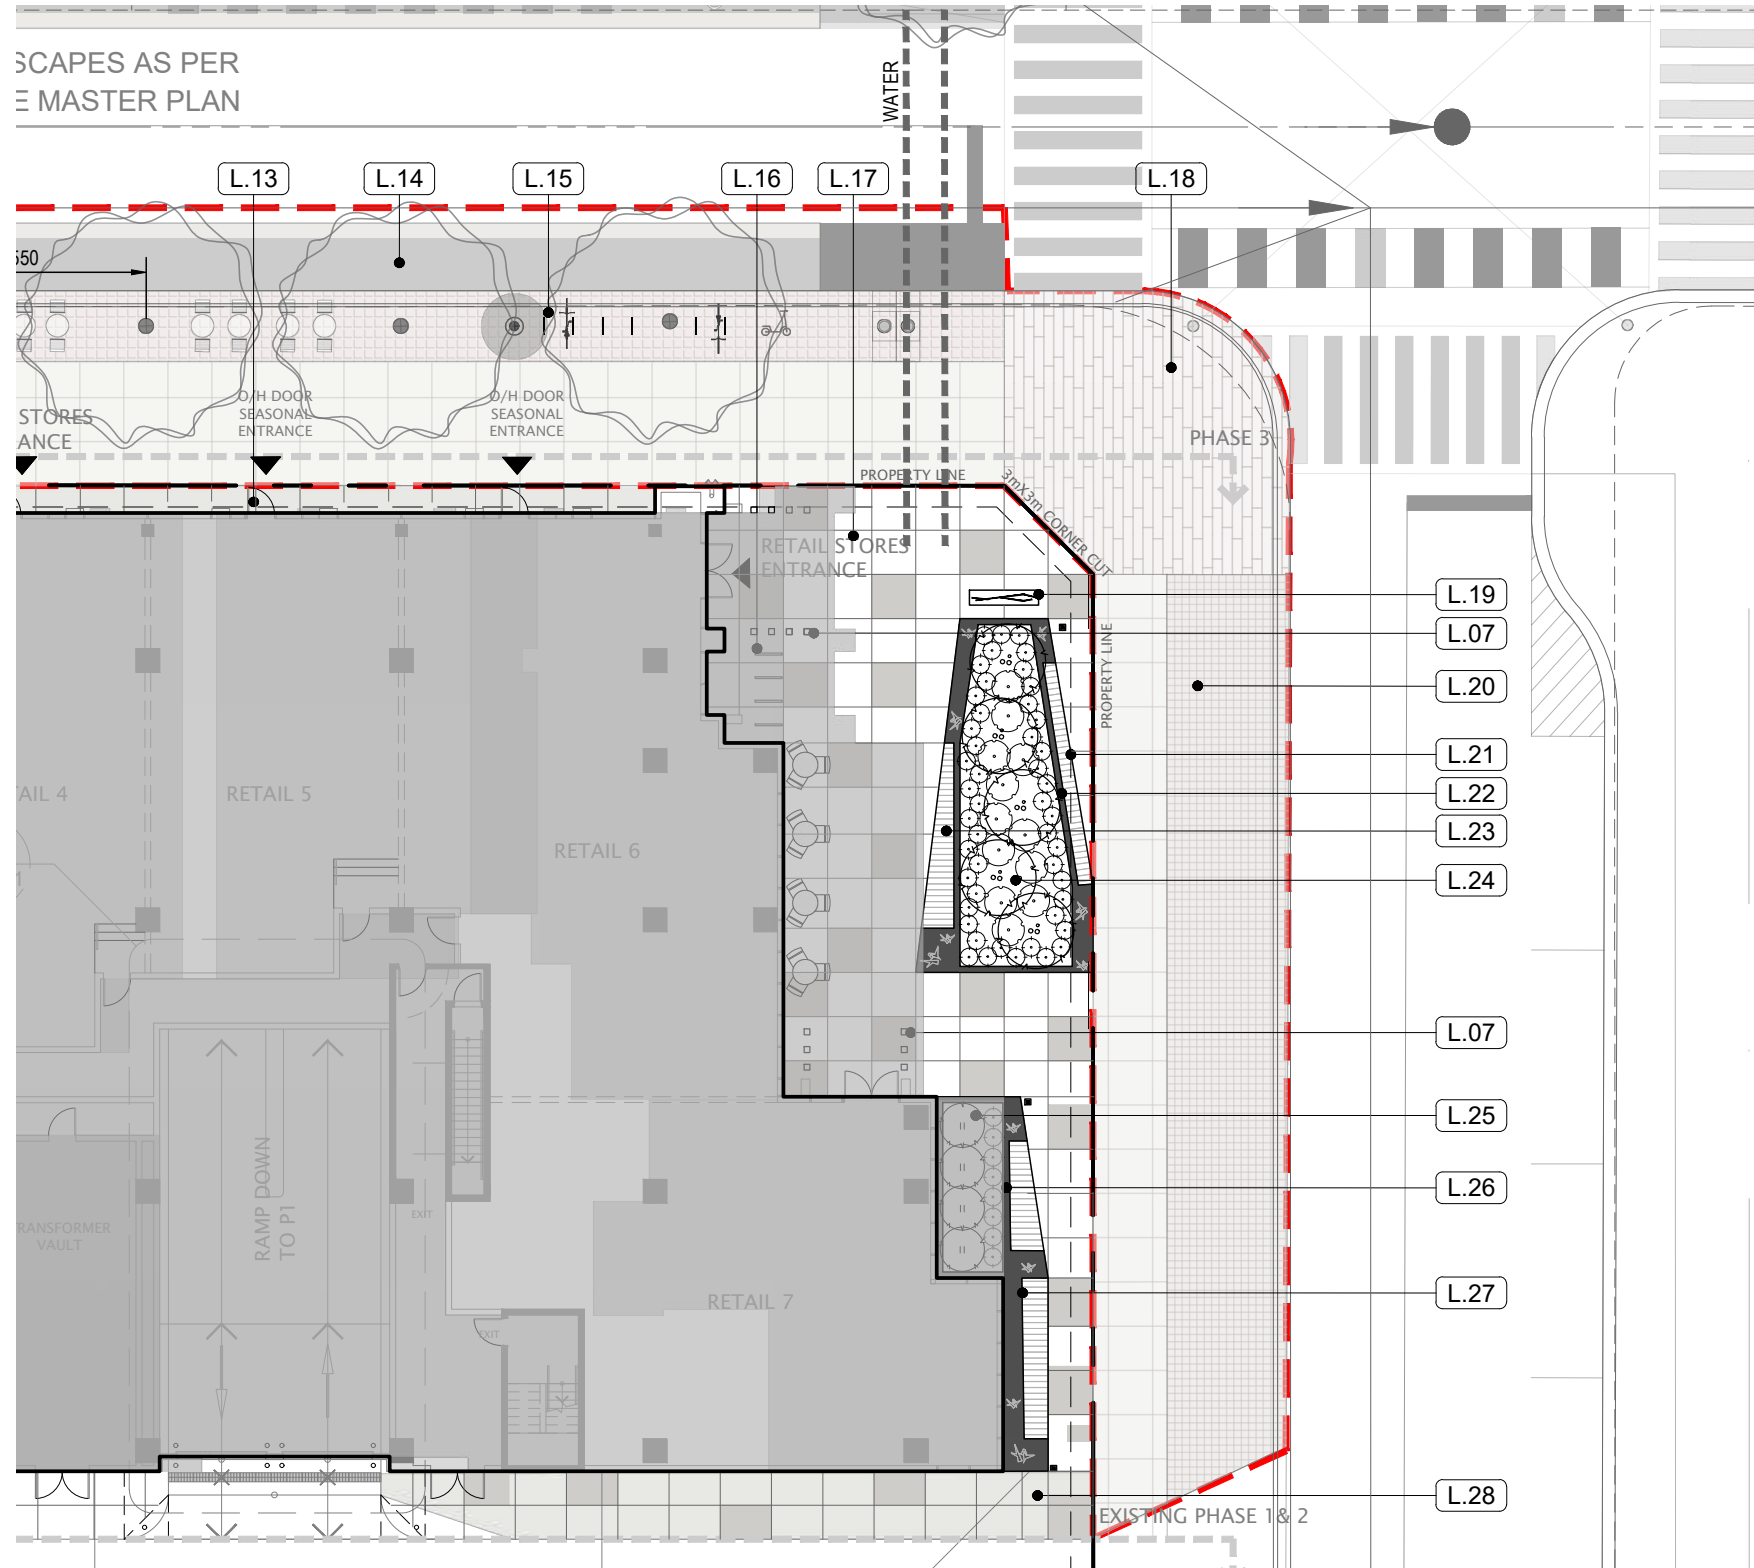 SCAPES AS PER
E MASTER PLAN
WATER
L.13
L.14
L.15
L.16
L.17
L.18
550
O/H DOOR
SEASONAL
ENTRANCE
O/H DOOR
SEASONAL
ENTRANCE
STORES
ANCE
PHASE 3
PROPERTY LINE
3mX3m CORNER CUT
RETAIL STORES
ENTRANCE
PROPERTY LINE
L.19
L.07
L.20
L.21
L.22
L.23
L.24
AIL 4
RETAIL 5
RETAIL 6
L.07
L.25
L.26
L.27
RAMP DOWN
TO P1
EXIT
RANSFORMER
VAULT
RETAIL 7
EXIT
L.28
EXISTING PHASE 1& 2